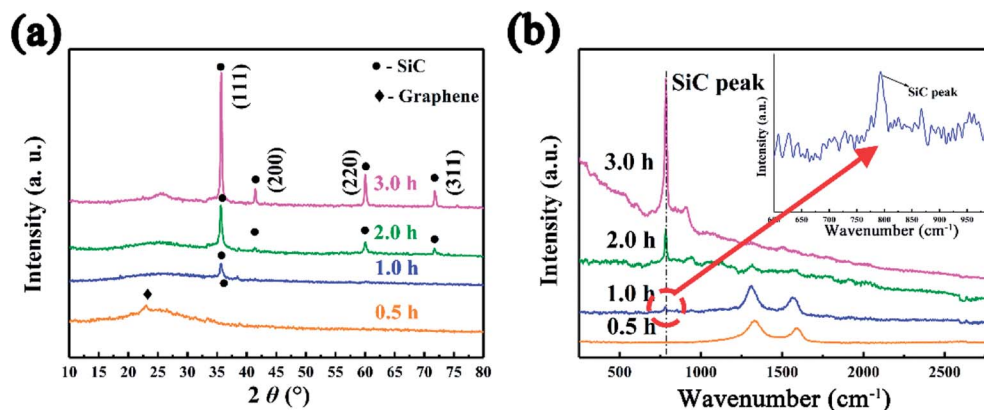 (a)
Intensity (a. u.)
● - SiC
◆ - Graphene
(111)
(200)
(220)
(311)
3.0 h
2.0 h
1.0 h
0.5 h
10 15 20 25 30 35 40 45 50 55 60 65 70 75 80
2 θ (°)
(b)
Intensity (a.u.)
SiC peak
3.0 h
2.0 h
1.0 h
0.5 h
500 1000 1500 2000 2500
Wavenumber (cm⁻¹)
Intensity (a.u.)
SiC peak
650 700 750 800 850 900 950
Wavenumber (cm⁻¹)